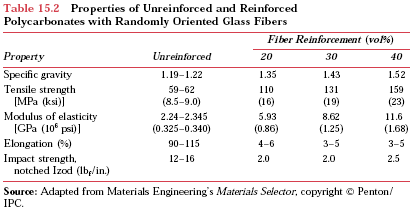 Table 15.2 Properties of Unreinforced and Reinforced
Polycarbonates with Randomly Oriented Glass Fibers
Fiber Reinforcement (vol%)
Property Unreinforced 20 30 40
Specific gravity 1.19–1.22 1.35 1.43 1.52
Tensile strength 59–62 110 131 159
[MPa (ksi)] (8.5–9.0) (16) (19) (23)
Modulus of elasticity 2.24–2.345 5.93 8.62 11.6
[GPa (10⁶ psi)] (0.325–0.340) (0.86) (1.25) (1.68)
Elongation (%) 90–115 4–6 3–5 3–5
Impact strength, 12–16 2.0 2.0 2.5
notched Izod (lbf/in.)
Source: Adapted from Materials Engineering's Materials Selector, copyright © Penton/
IPC.